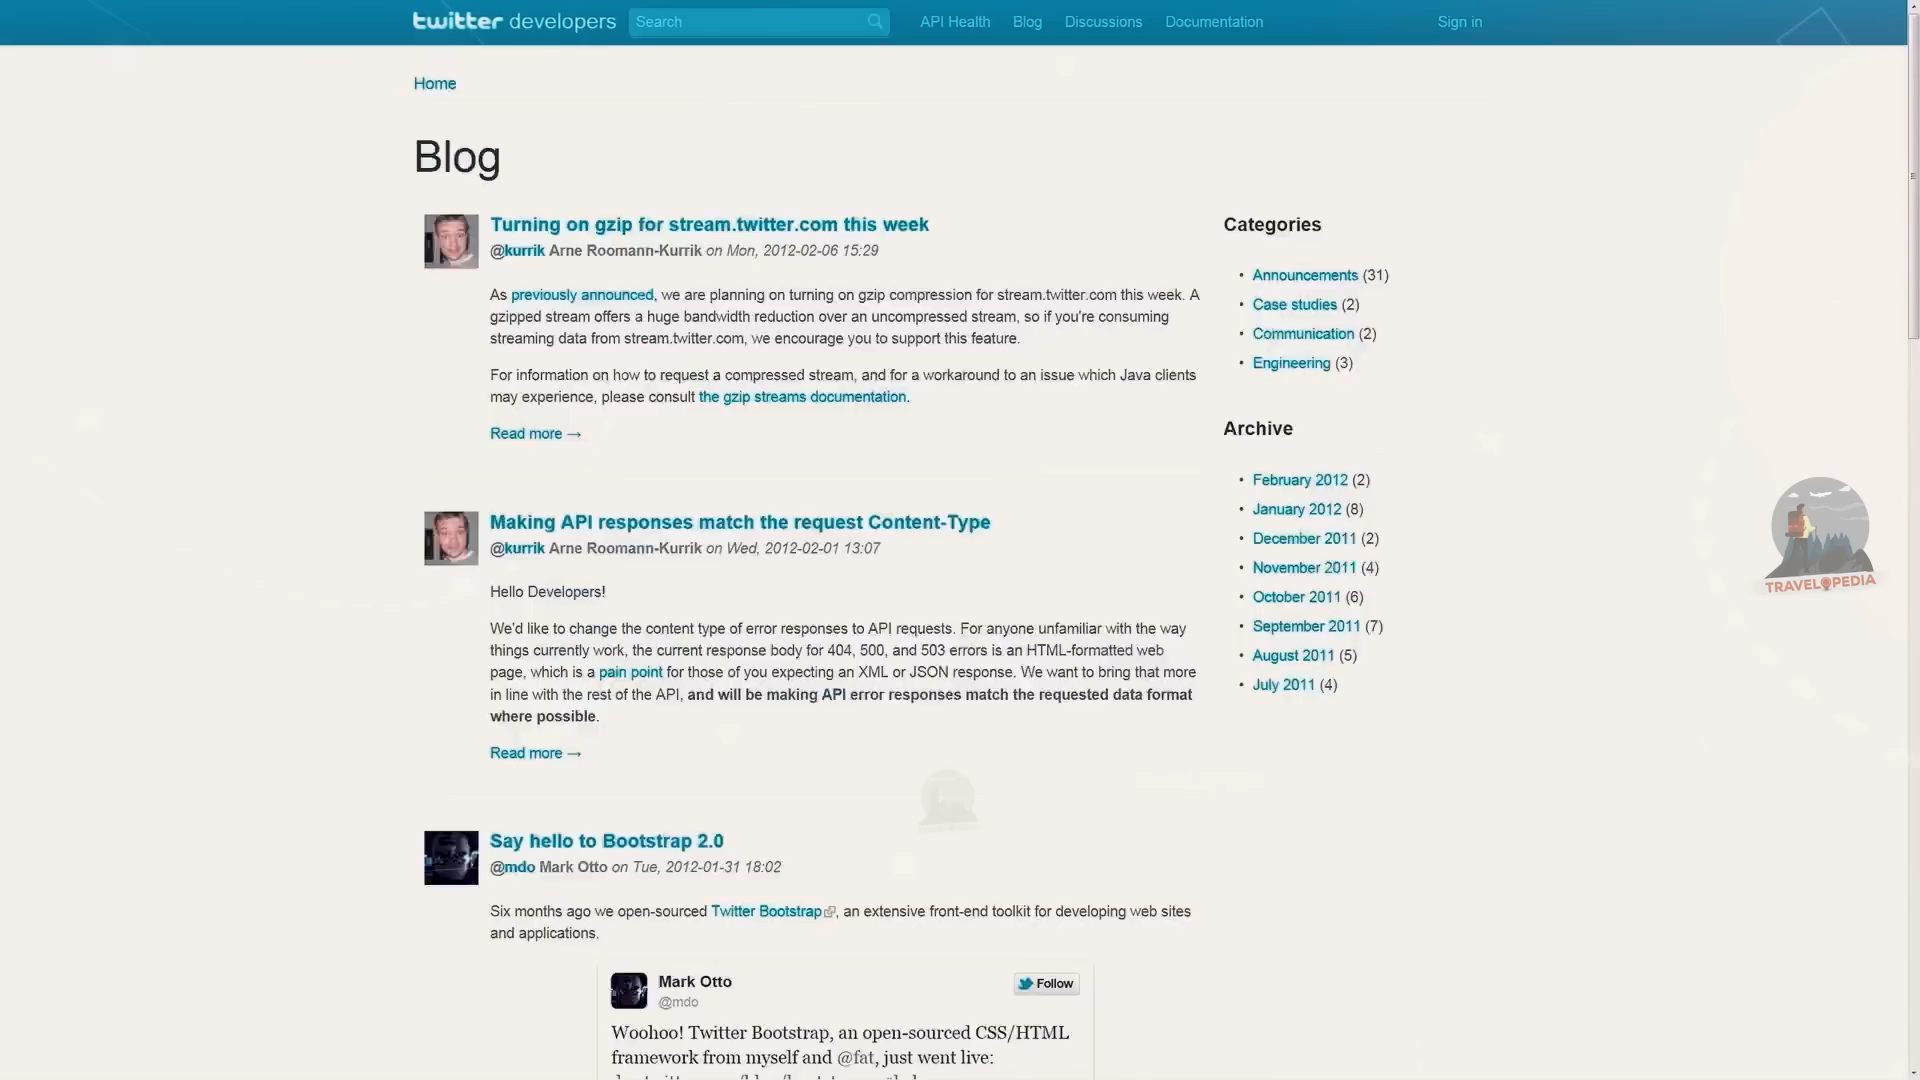 twitter developers Search API Health Blog Discussions Documentation Sign in
Home
Blog
Turning on gzip for stream.twitter.com this week
@kurrik Arne Roomann-Kurrik on Mon, 2012-02-06 15:29
As previously announced, we are planning on turning on gzip compression for stream.twitter.com this week. A
gzipped stream offers a huge bandwidth reduction over an uncompressed stream, so if you're consuming
streaming data from stream.twitter.com, we encourage you to support this feature.
For information on how to request a compressed stream, and for a workaround to an issue which Java clients
may experience, please consult the gzip streams documentation.
Read more →
Making API responses match the request Content-Type
@kurrik Arne Roomann-Kurrik on Wed, 2012-02-01 13:07
Hello Developers!
We'd like to change the content type of error responses to API requests. For anyone unfamiliar with the way
things currently work, the current response body for 404, 500, and 503 errors is an HTML-formatted web
page, which is a pain point for those of you expecting an XML or JSON response. We want to bring that more
in line with the rest of the API, and will be making API error responses match the requested data format
where possible.
Read more →
Say hello to Bootstrap 2.0
@mdo Mark Otto on Tue, 2012-01-31 18:02
Six months ago we open-sourced Twitter Bootstrap, an extensive front-end toolkit for developing web sites
and applications.
Mark Otto
@mdo
Follow
Woohoo! Twitter Bootstrap, an open-sourced CSS/HTML
framework from myself and @fat, just went live:
Categories
• Announcements (31)
• Case studies (2)
• Communication (2)
• Engineering (3)
Archive
• February 2012 (2)
• January 2012 (8)
• December 2011 (2)
• November 2011 (4)
• October 2011 (6)
• September 2011 (7)
• August 2011 (5)
• July 2011 (4)
TRAVELOPEDIA